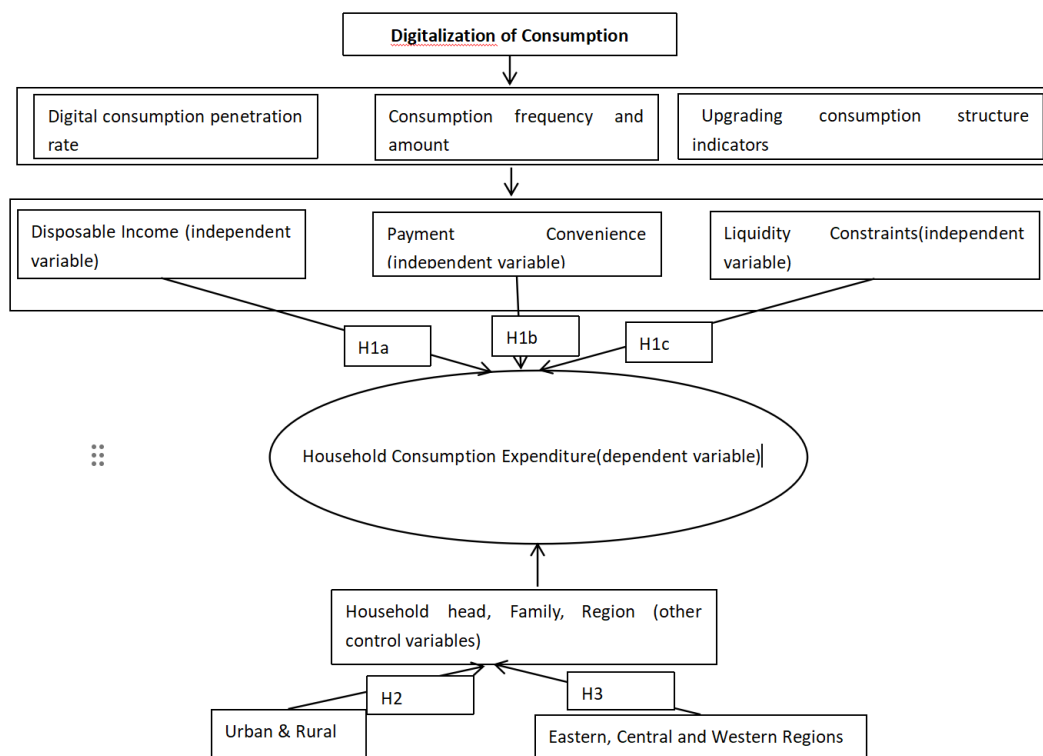 Digitalization of Consumption
Digital consumption penetration
rate
Consumption frequency and
amount
Upgrading consumption structure
indicators
Disposable Income (independent
variable)
Payment Convenience
(independent variable)
Liquidity Constraints(independent
variable)
H1a
H1b
H1c
Household Consumption Expenditure(dependent variable)
Household head, Family, Region (other
control variables)
H2
H3
Urban & Rural
Eastern, Central and Western Regions